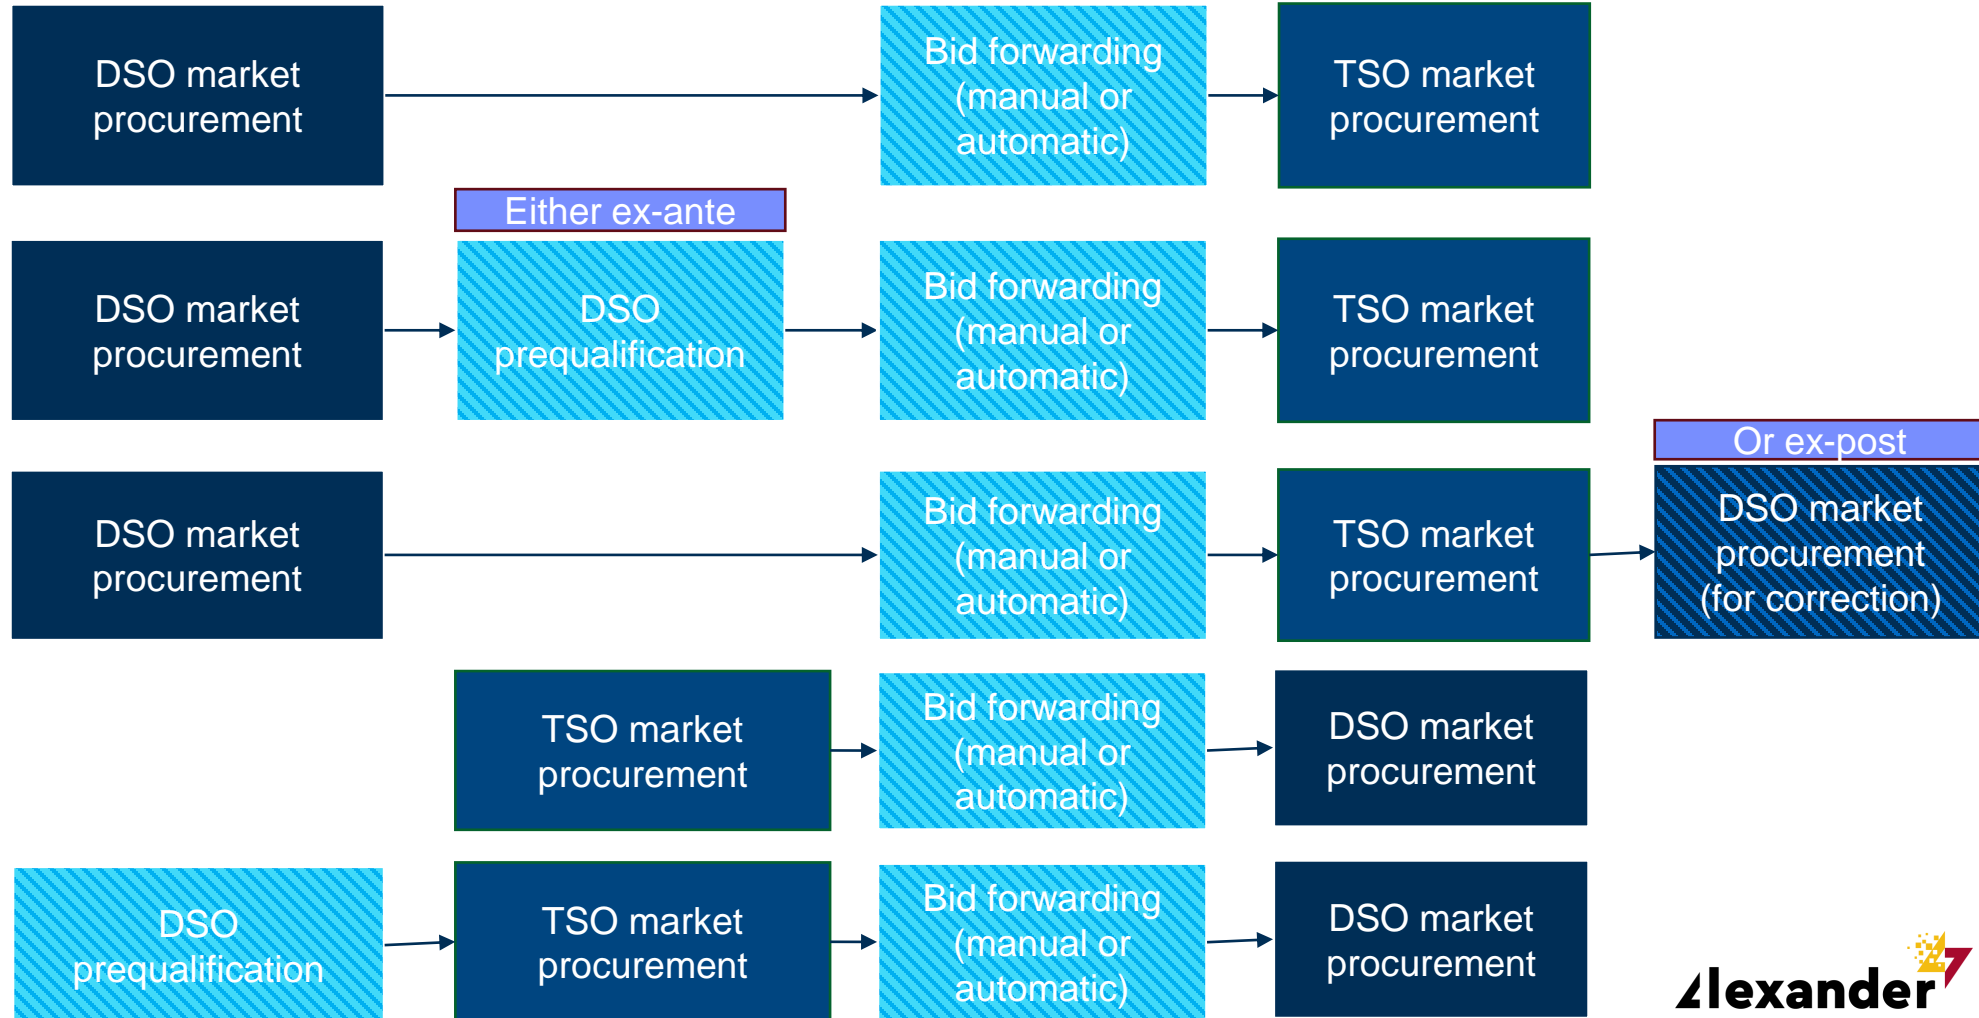 DSO market
procurement
Bid forwarding
(manual or
automatic)
TSO market
procurement
Either ex-ante
DSO market
procurement
DSO
prequalification
Bid forwarding
(manual or
automatic)
TSO market
procurement
Or ex-post
DSO market
procurement
Bid forwarding
(manual or
automatic)
TSO market
procurement
DSO market
procurement
(for correction)
TSO market
procurement
Bid forwarding
(manual or
automatic)
DSO market
procurement
DSO
prequalification
TSO market
procurement
Bid forwarding
(manual or
automatic)
DSO market
procurement
Alexander